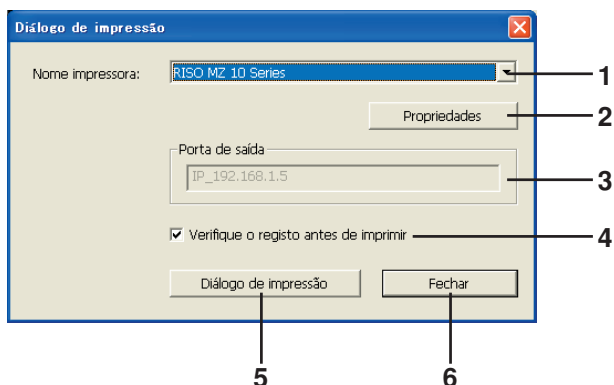 Diálogo de impressão
Nome impressora:
RISO MZ 10 Series
1
Propriedades
2
Porta de saída
IP_192.168.1.5
3
Verifique o registo antes de imprimir
4
Diálogo de impressão
Fechar
5
6